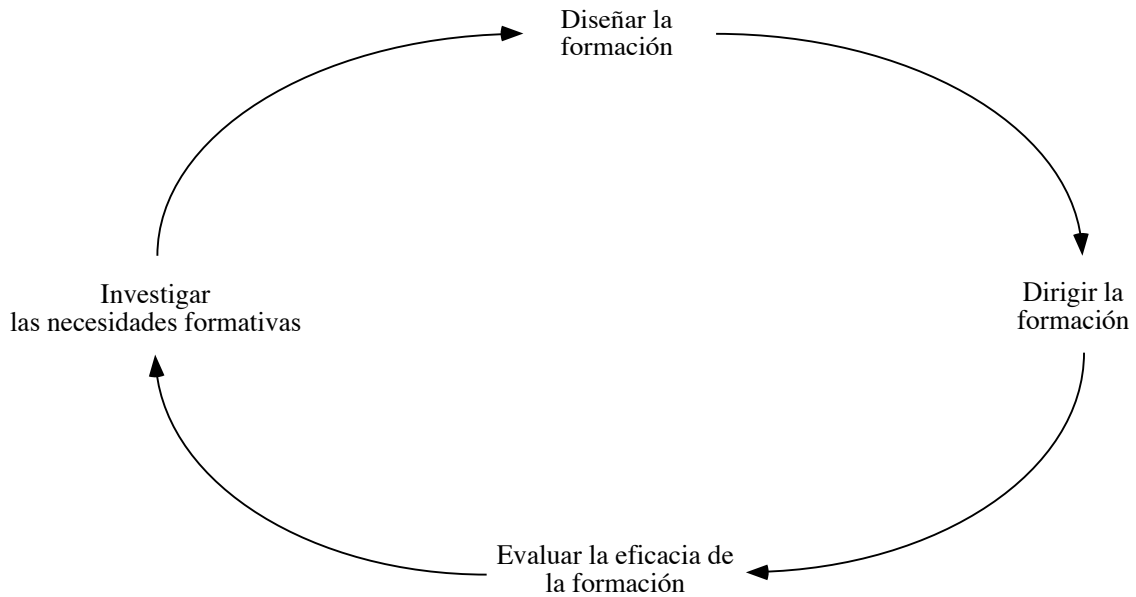 Diseñar la
formación
Investigar
las necesidades formativas
Dirigir la
formación
Evaluar la eficacia de
la formación